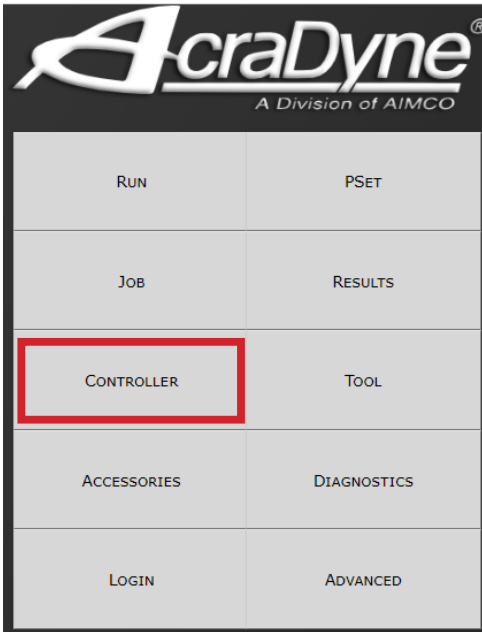 AcraDyne®
A Division of AIMCO
RUN PSET
JOB RESULTS
CONTROLLER TOOL
ACCESSORIES DIAGNOSTICS
LOGIN ADVANCED